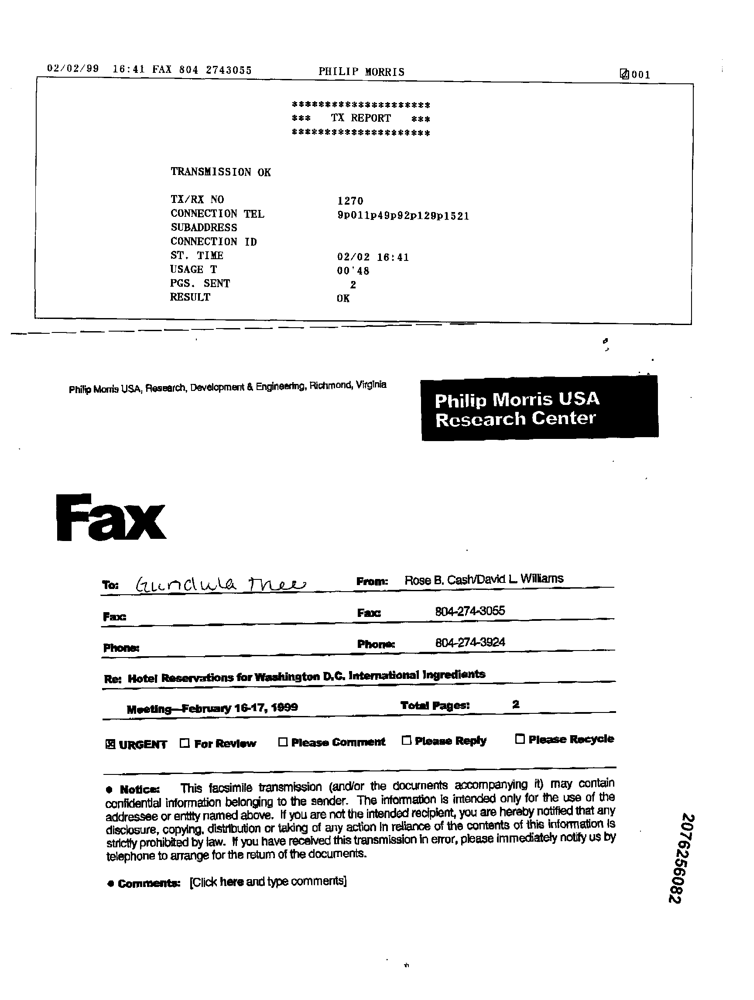 02/02/99 16:41 FAX 804 2743055 PHILIP MORRIS 001
*********************
*** TX REPORT ***
*********************
TRANSMISSION OK
TX/RX NO 1270
CONNECTION TEL 9p011p49p92p129p1521
SUBADDRESS
CONNECTION ID
ST. TIME 02/02 16:41
USAGE T 00'48
PGS. SENT 2
RESULT OK
Philip Morris USA, Research, Development & Engineering, Richmond, Virginia
Philip Morris USA
Research Center
Fax
To: Gundula Thee From: Rose B. Cash/David L. Williams
Fax: Fax: 804-274-3055
Phone: Phone: 804-274-3924
Re: Hotel Reservations for Washington D.C. International Ingredients
Meeting—February 16-17, 1999 Total Pages: 2
☒ URGENT ☐ For Review ☐ Please Comment ☐ Please Reply ☐ Please Recycle
• Notice: This facsimile transmission (and/or the documents accompanying it) may contain
confidential information belonging to the sender. The information is intended only for the use of the
addressee or entity named above. If you are not the intended recipient, you are hereby notified that any
disclosure, copying, distribution or taking of any action in reliance of the contents of this information is
strictly prohibited by law. If you have received this transmission in error, please immediately notify us by
telephone to arrange for the return of the documents.
• Comments: [Click here and type comments]
2076256082